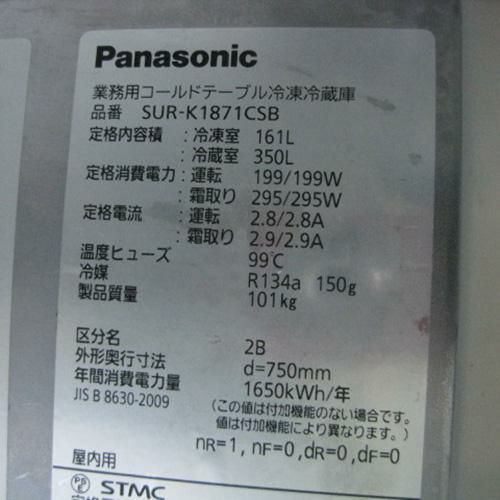 Panasonic
業務用コールドテーブル冷凍冷蔵庫
品番 SUR-K1871CSB
定格内容積 : 冷凍室 161L
: 冷蔵室 350L
定格消費電力 : 運転 199/199W
: 霜取り 295/295W
定格電流 : 運転 2.8/2.8A
: 霜取り 2.9/2.9A
温度ヒューズ 99℃
冷媒 R134a 150g
製品質量 101kg
区分名 2B
外形奥行寸法 d=750mm
年間消費電力量 1650kWh/年
JIS B 8630-2009 (この値は付加機能のない場合です。
値は付加機能により異なります。)
nR=1, nF=0, dR=0, dF=0
屋内用
PS E STMC